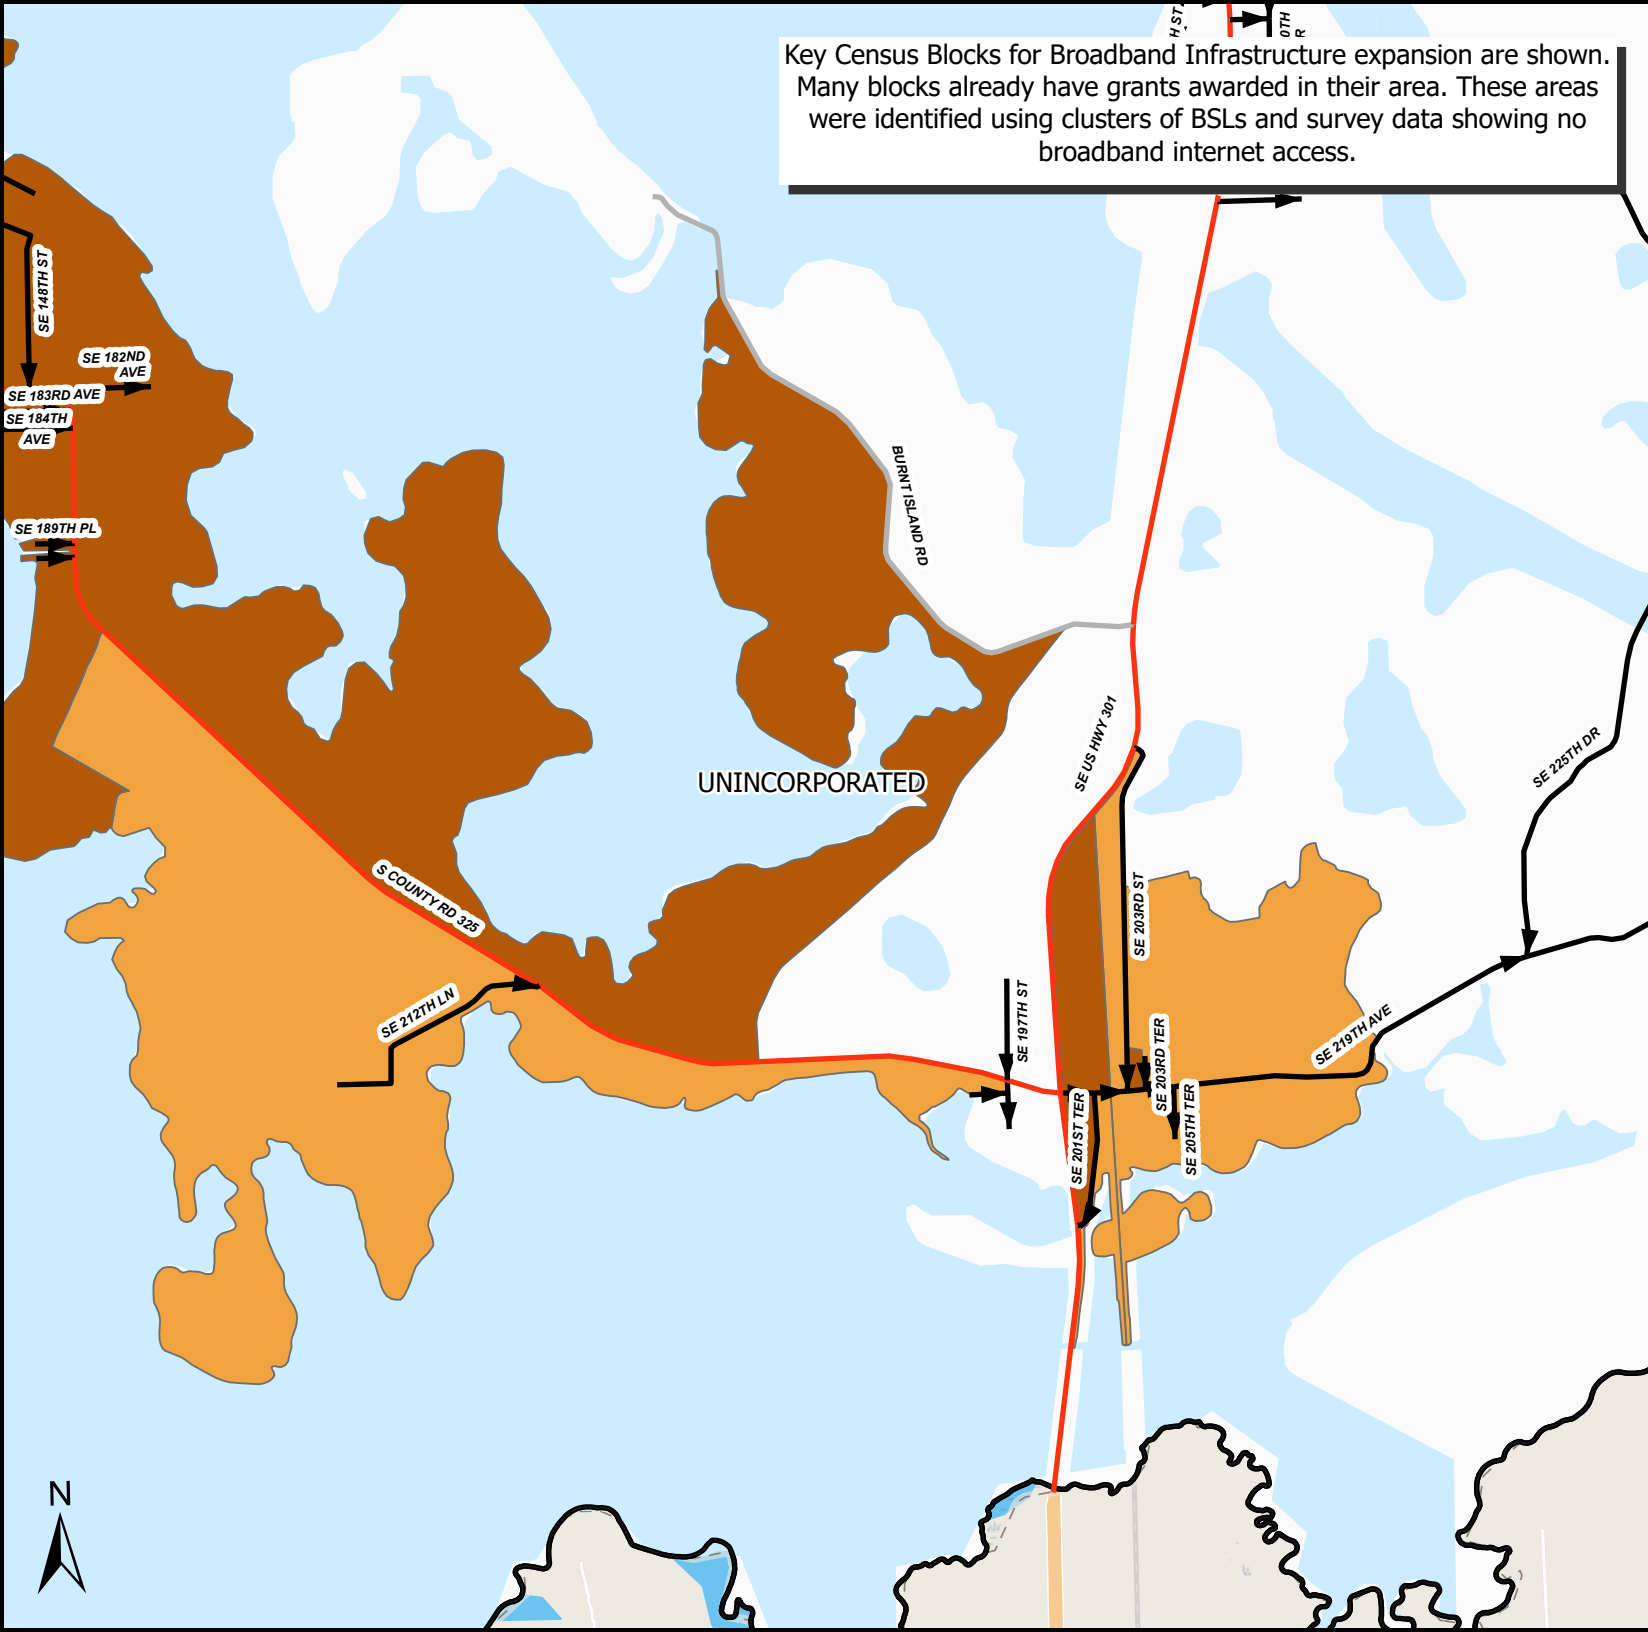 H ST
0TH
R
Key Census Blocks for Broadband Infrastructure expansion are shown.
Many blocks already have grants awarded in their area. These areas
were identified using clusters of BSLs and survey data showing no
broadband internet access.
SE 148TH ST
SE 182ND
AVE
SE 183RD AVE
SE 184TH
AVE
SE 189TH PL
BURNT ISLAND RD
SE US HWY 301
UNINCORPORATED
SE 225TH DR
S COUNTY RD 325
SE 203RD ST
SE 212TH LN
SE 197TH ST
SE 203RD TER
SE 219TH AVE
SE 201ST TER
SE 205TH TER
N